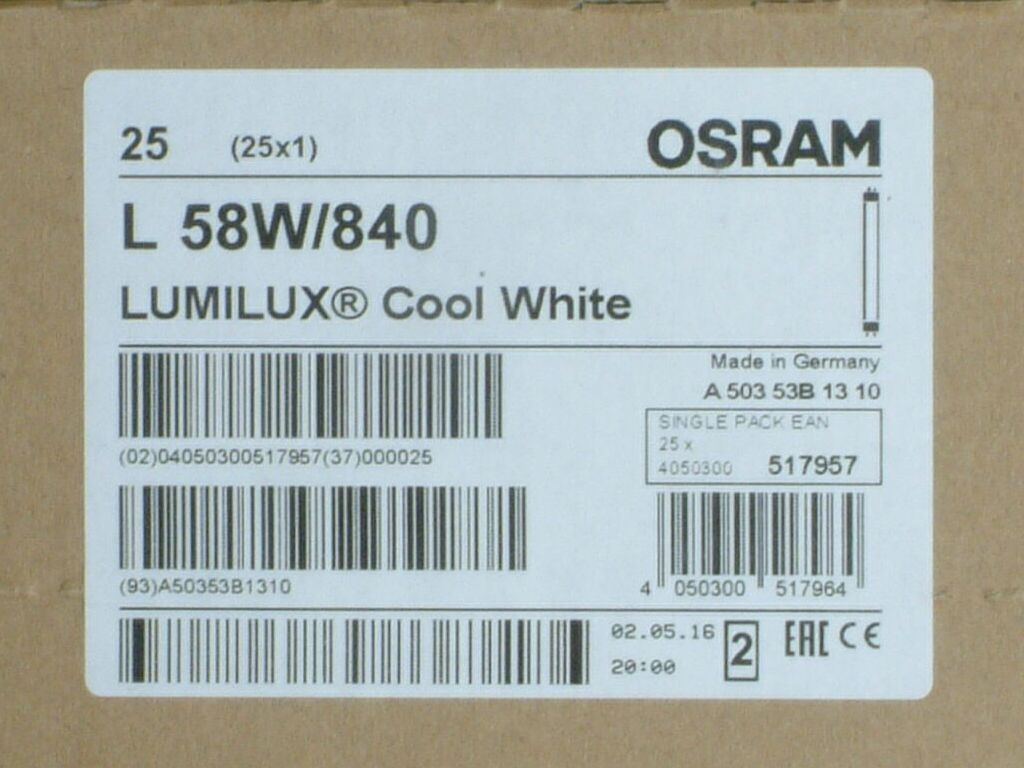 25 (25x1) OSRAM
L 58W/840
LUMILUX® Cool White
Made in Germany
A 503 53B 13 10
SINGLE PACK EAN
25 x
4050300 517957
(02)04050300517957(37)000025
(93)A50353B1310
4 050300 517964
02.05.16
20:00
2 EAC CE